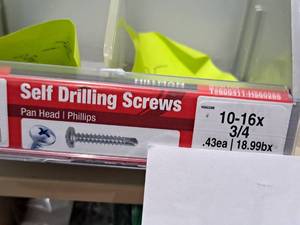 Self Drilling Screws
Pan Head | Phillips
10-16x
3/4
.43ea | 18.99bx